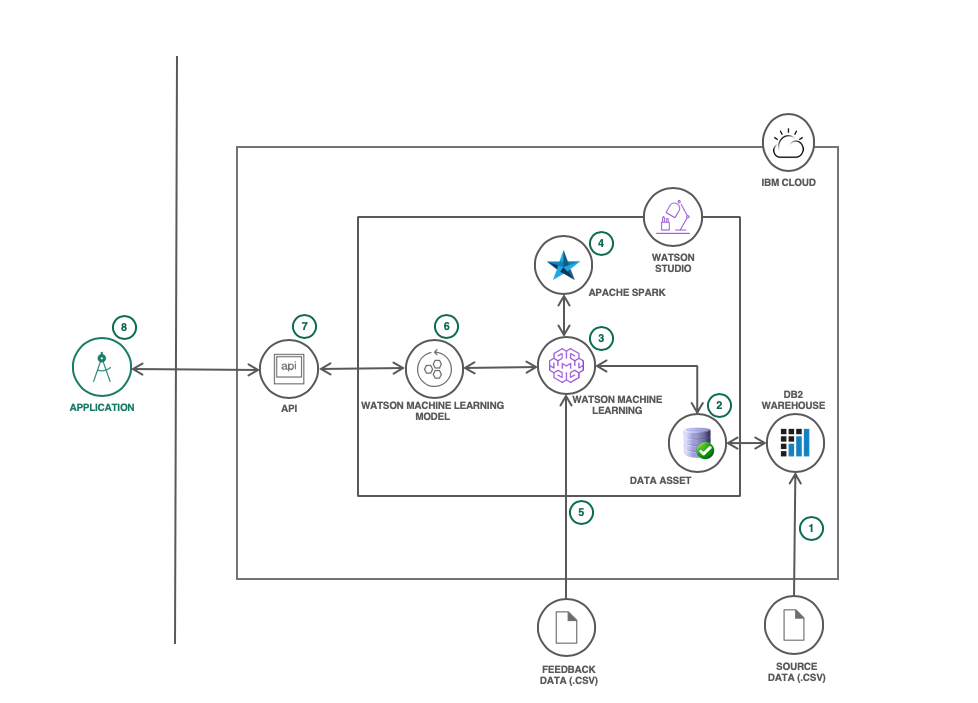 IBM CLOUD
WATSON
STUDIO
4
APACHE SPARK
8
APPLICATION
7
api
API
6
WATSON MACHINE LEARNING
MODEL
3
WATSON MACHINE
LEARNING
2
DATA ASSET
DB2
WAREHOUSE
5
1
FEEDBACK
DATA (.CSV)
SOURCE
DATA (.CSV)